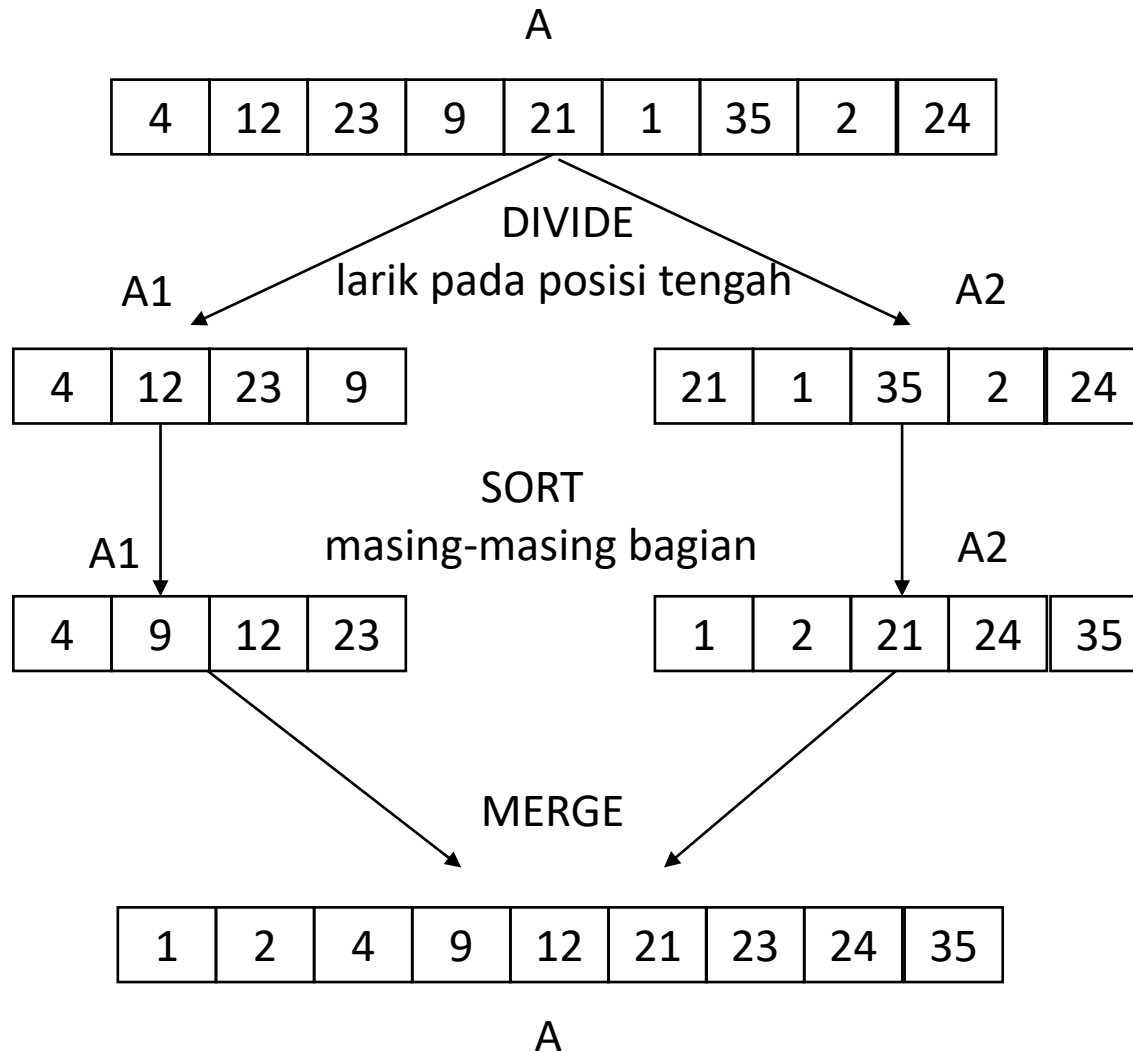 A
4 12 23 9 21 1 35 2 24
DIVIDE
larik pada posisi tengah
A1
A2
4 12 23 9
21 1 35 2 24
SORT
masing-masing bagian
A1
A2
4 9 12 23
1 2 21 24 35
MERGE
1 2 4 9 12 21 23 24 35
A